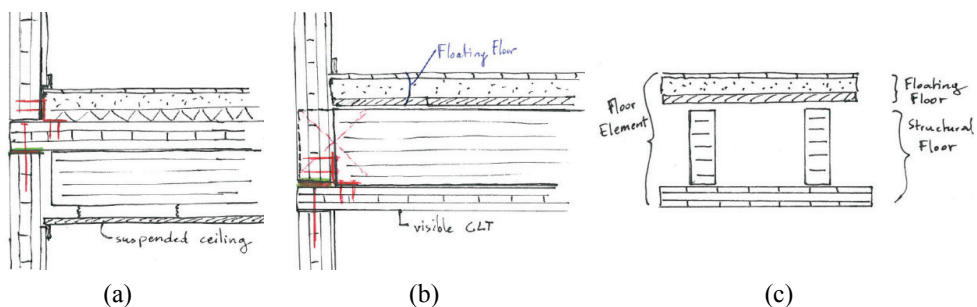 suspended ceiling
(a)
Floating Floor
visible CLT
(b)
Floor
Element
Floating
Floor
Structural
Floor
(c)